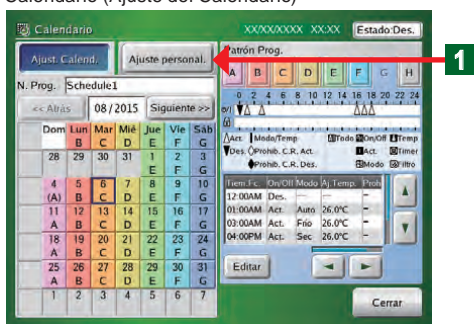 Calendario (Ajuste del Calendario)
Calendario
XX/XX/XXXX XX:XX
Estado:Des.
Ajust. Calend.
Ajuste personal.
1
N. Prog. Schedule1
<< Atrás 08 / 2015 Siguiente >>
Dom Lun Mar Mié Jue Vie Sáb
B C D E F G
28 29 30 31 1 2 3
E F G
4 5 6 7 8 9 10
(A) B C D E F G
11 12 13 14 15 16 17
A B C D E F G
18 19 20 21 22 23 24
A B C D E F G
25 26 27 28 29 30 31
A B C D E F G
1 2 3 4 5 6 7
Patrón Prog.
A B C D E F G H
0 2 4 6 8 10 12 14 16 18 20 22 24
Act. Moda/Temp Todo On/Off Temp
Des. Prohib. C.R. Act. Act. Timer
Prohib. C.R. Des. Modo Filtro
Tiem.Fc. On/Off Modo Aj.Temp. Proh
12:00AM Des. — —
01:00AM Act. Auto 26.0°C –
03:00AM Act. Frío 26.0°C –
04:00PM Act. Sec 26.0°C –
Editar
Cerrar